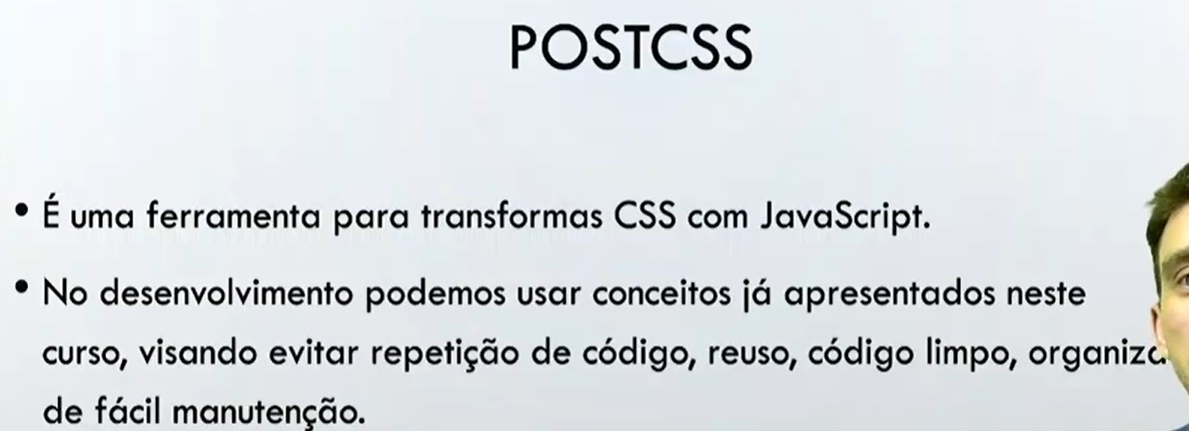 POSTCSS
• É uma ferramenta para transformas CSS com JavaScript.
• No desenvolvimento podemos usar conceitos já apresentados neste
curso, visando evitar repetição de código, reuso, código limpo,
de fácil manutenção.